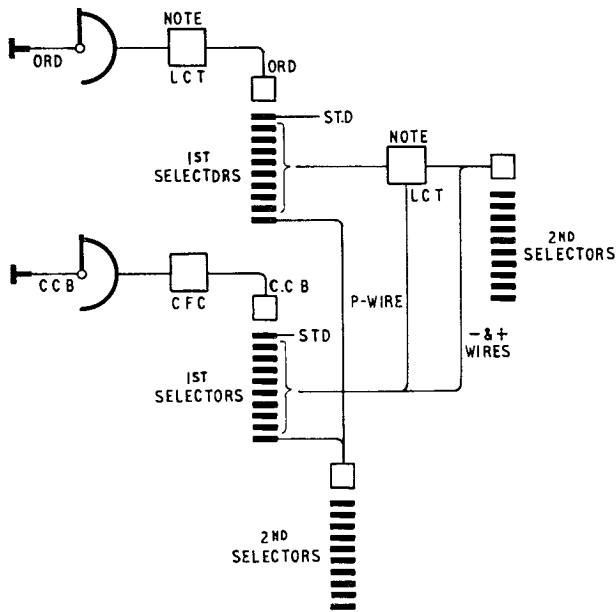 NOTE
ORD
LCT
ORD
STD
1ST
SELECTORS
NOTE
LCT
2ND
SELECTORS
CCB
CFC
C.C B
P-WIRE
- & +
WIRES
STD
1ST
SELECTORS
2ND
SELECTORS